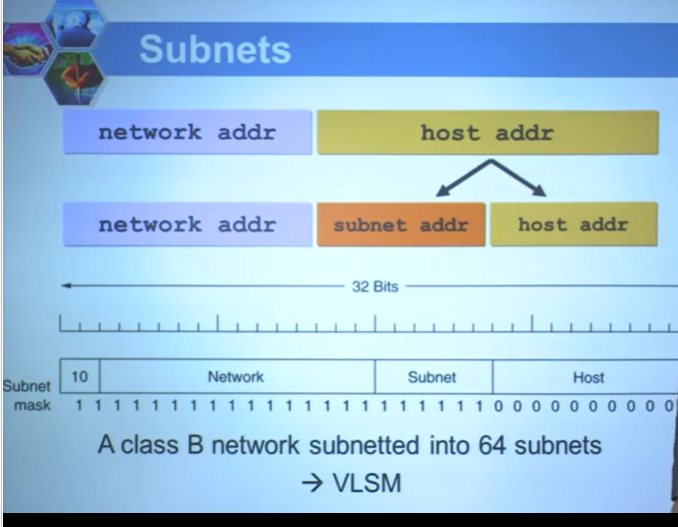 Subnets
network addr host addr
network addr subnet addr host addr
32 Bits
10 Network Subnet Host
Subnet
mask 1 1 1 1 1 1 1 1 1 1 1 1 1 1 1 1 1 1 1 1 1 1 0 0 0 0 0 0 0 0 0 0
A class B network subnetted into 64 subnets
→ VLSM